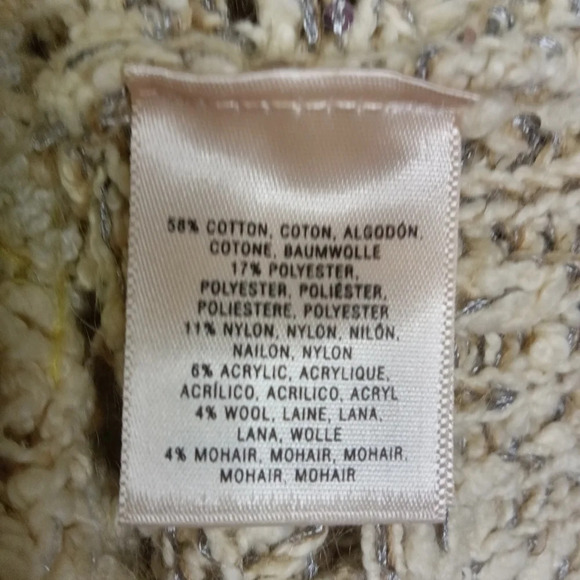 58% COTTON, COTON, ALGODÓN,
COTONE, BAUMWOLLE
17% POLYESTER,
POLYESTER, POLIÉSTER,
POLIESTERE, POLYESTER
11% NYLON, NYLON, NILÓN,
NAILON, NYLON
6% ACRYLIC, ACRYLIQUE,
ACRÍLICO, ACRILICO, ACRYL
4% WOOL, LAINE, LANA,
LANA, WOLLE
4% MOHAIR, MOHAIR, MOHAIR,
MOHAIR, MOHAIR